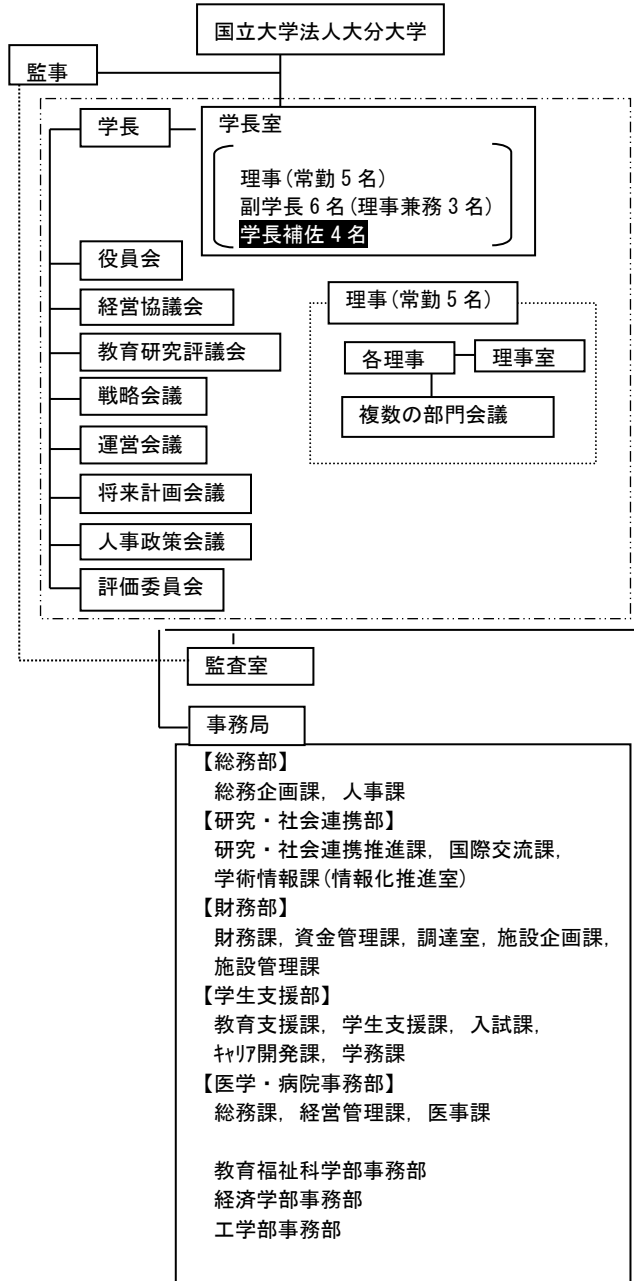 国立大学法人大分大学
監事
学長
学長室
理事(常勤5名)
副学長6名(理事兼務3名)
学長補佐4名
役員会
経営協議会
教育研究評議会
戦略会議
運営会議
将来計画会議
人事政策会議
評価委員会
理事(常勤5名)
各理事
理事室
複数の部門会議
監査室
事務局
【総務部】
総務企画課, 人事課
【研究・社会連携部】
研究・社会連携推進課, 国際交流課,
学術情報課(情報化推進室)
【財務部】
財務課, 資金管理課, 調達室, 施設企画課,
施設管理課
【学生支援部】
教育支援課, 学生支援課, 入試課,
ｷｬﾘｱ開発課, 学務課
【医学・病院事務部】
総務課, 経営管理課, 医事課
教育福祉科学部事務部
経済学部事務部
工学部事務部